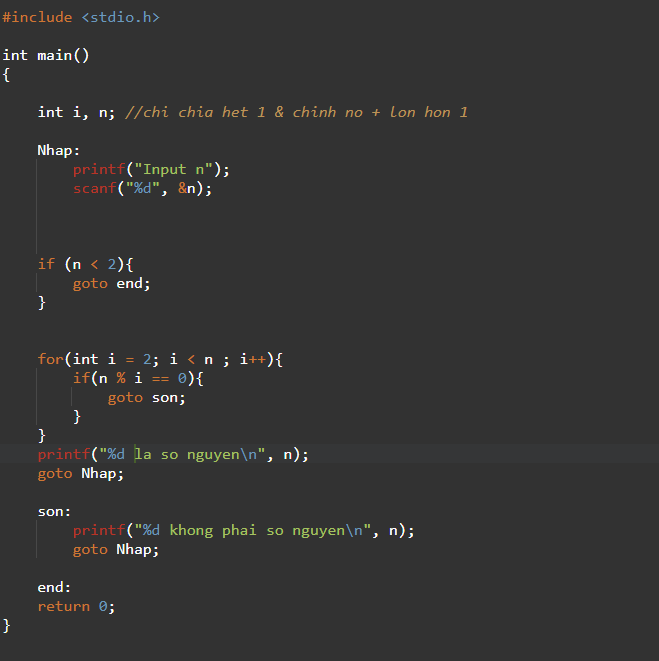 #include <stdio.h>
int main()
{
int i, n; //chi chia het 1 & chinh no + lon hon 1
Nhap:
printf("Input n");
scanf("%d", &n);
if (n < 2){
goto end;
}
for(int i = 2; i < n ; i++){
if(n % i == 0){
goto son;
}
}
printf("%d la so nguyen\n", n);
goto Nhap;
son:
printf("%d khong phai so nguyen\n", n);
goto Nhap;
end:
return 0;
}